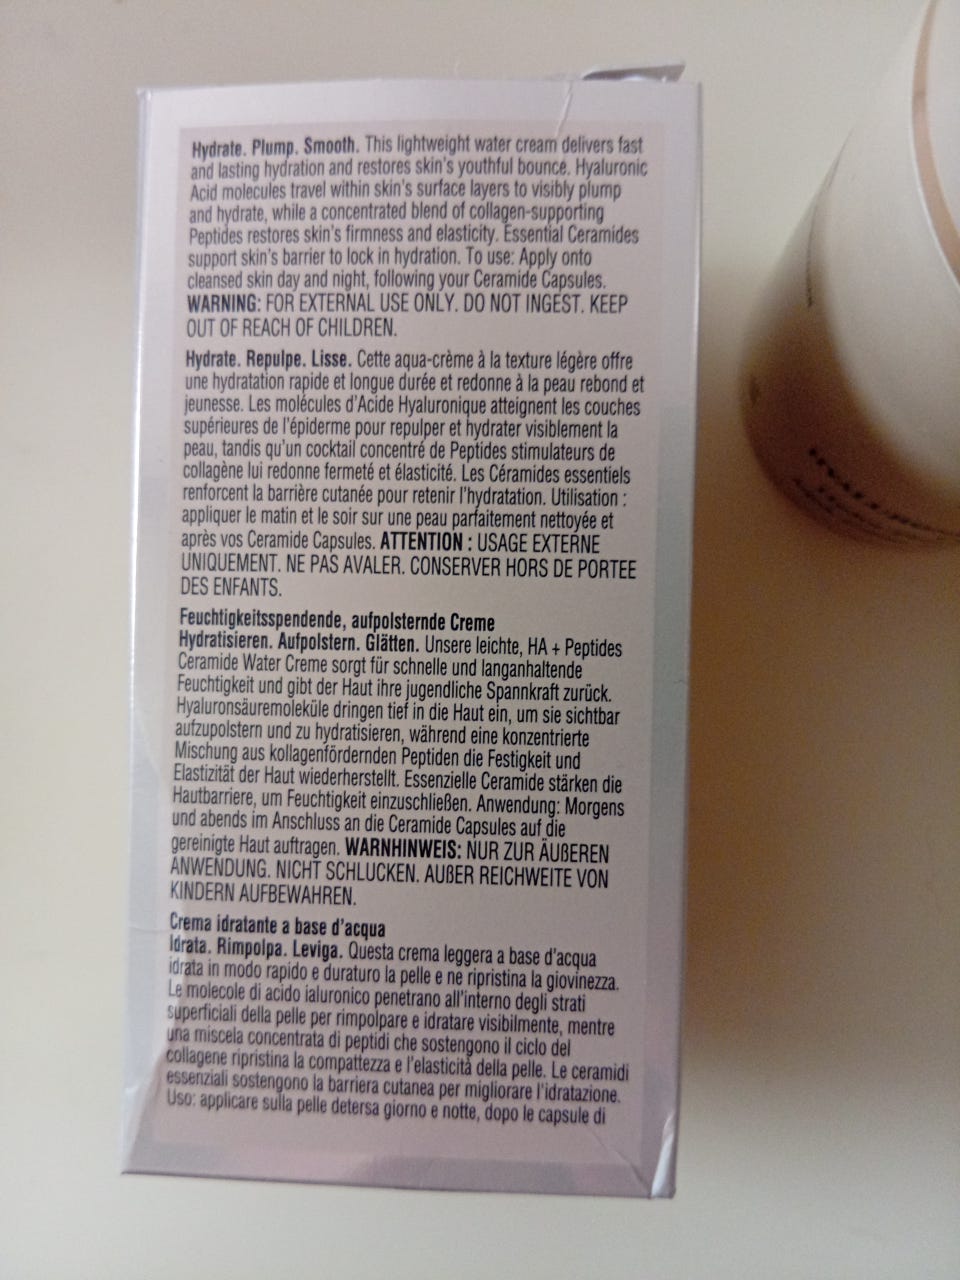 Hydrate. Plump. Smooth. This lightweight water cream delivers fast
and lasting hydration and restores skin's youthful bounce. Hyaluronic
Acid molecules travel within skin's surface layers to visibly plump
and hydrate, while a concentrated blend of collagen-supporting
Peptides restores skin's firmness and elasticity. Essential Ceramides
support skin's barrier to lock in hydration. To use: Apply onto
cleansed skin day and night, following your Ceramide Capsules.
WARNING: FOR EXTERNAL USE ONLY. DO NOT INGEST. KEEP
OUT OF REACH OF CHILDREN.
Hydrate. Repulpe. Lisse. Cette aqua-crème à la texture légère offre
une hydratation rapide et longue durée et redonne à la peau rebond et
jeunesse. Les molécules d'Acide Hyaluronique atteignent les couches
supérieures de l'épiderme pour repulper et hydrater visiblement la
peau, tandis qu'un cocktail concentré de Peptides stimulateurs de
collagène lui redonne fermeté et élasticité. Les Céramides essentiels
renforcent la barrière cutanée pour retenir l'hydratation. Utilisation :
appliquer le matin et le soir sur une peau parfaitement nettoyée et
après vos Ceramide Capsules. ATTENTION : USAGE EXTERNE
UNIQUEMENT. NE PAS AVALER. CONSERVER HORS DE PORTEE
DES ENFANTS.
Feuchtigkeitsspendende, aufpolsternde Creme
Hydratisieren. Aufpolstern. Glätten. Unsere leichte, HA + Peptides
Ceramide Water Creme sorgt für schnelle und langanhaltende
Feuchtigkeit und gibt der Haut ihre jugendliche Spannkraft zurück.
Hyaluronsäuremoleküle dringen tief in die Haut ein, um sie sichtbar
aufzupolstern und zu hydratisieren, während eine konzentrierte
Mischung aus kollagenfördernden Peptiden die Festigkeit und
Elastizität der Haut wiederherstellt. Essenzielle Ceramide stärken die
Hautbarriere, um Feuchtigkeit einzuschließen. Anwendung: Morgens
und abends im Anschluss an die Ceramide Capsules auf die
gereinigte Haut auftragen. WARNHINWEIS: NUR ZUR ÄUßEREN
ANWENDUNG. NICHT SCHLUCKEN. AUßER REICHWEITE VON
KINDERN AUFBEWAHREN.
Crema idratante a base d'acqua
Idrata. Rimpolpa. Leviga. Questa crema leggera a base d'acqua
idrata in modo rapido e duraturo la pelle e ne ripristina la giovinezza.
Le molecole di acido ialuronico penetrano all'interno degli strati
superficiali della pelle per rimpolpare e idratare visibilmente, mentre
una miscela concentrata di peptidi che sostengono il ciclo del
collagene ripristina la compattezza e l'elasticità della pelle. Le ceramidi
essenziali sostengono la barriera cutanea per migliorare l'idratazione.
Uso: applicare sulla pelle detersa giorno e notte, dopo le capsule di